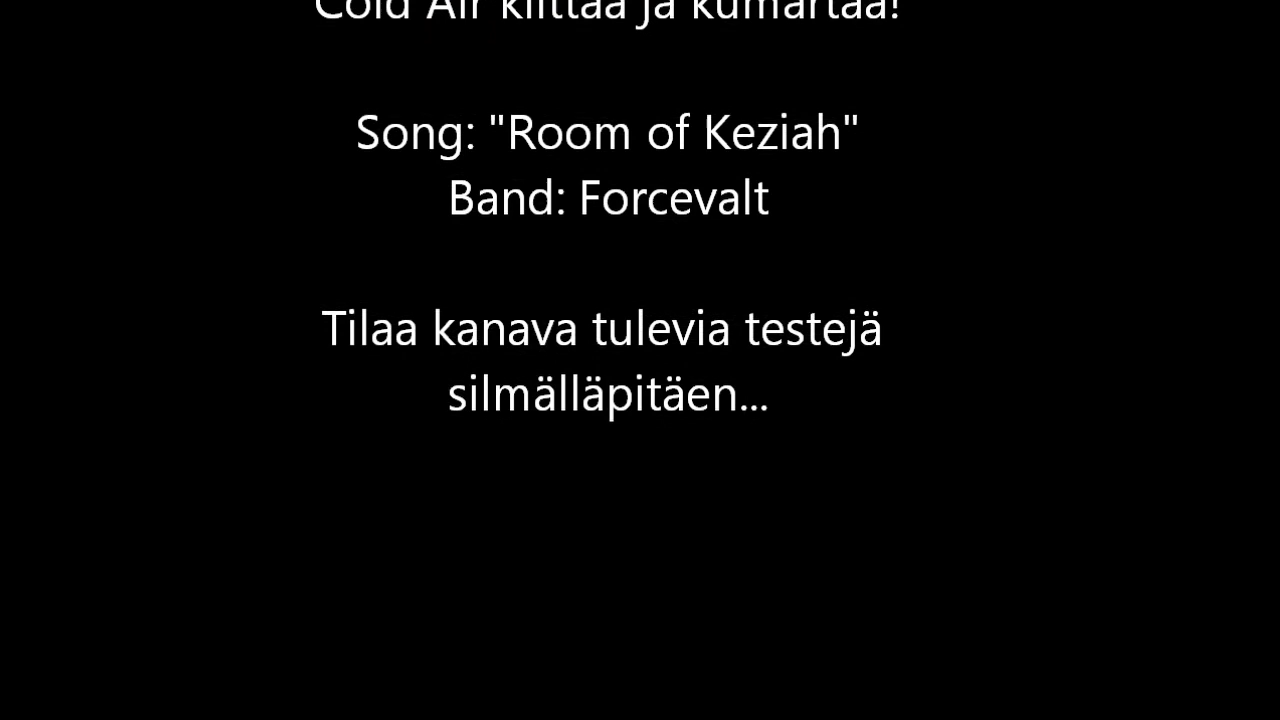 Cold Air kiittää ja kumartaa!
Song: "Room of Keziah"
Band: Forcevalt
Tilaa kanava tulevia testejä
silmälläpitäen...